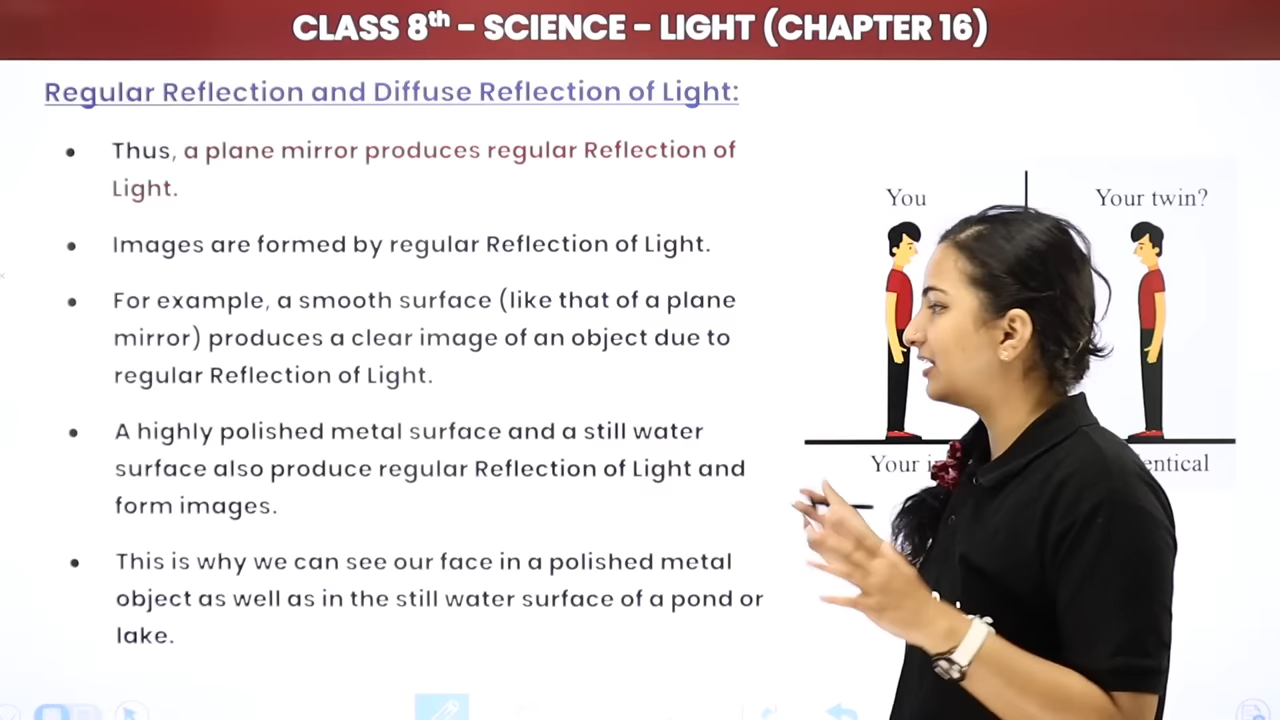 CLASS 8th - SCIENCE - LIGHT (CHAPTER 16)
Regular Reflection and Diffuse Reflection of Light:
• Thus, a plane mirror produces regular Reflection of
Light.
• Images are formed by regular Reflection of Light.
• For example, a smooth surface (like that of a plane
mirror) produces a clear image of an object due to
regular Reflection of Light.
• A highly polished metal surface and a still water
surface also produce regular Reflection of Light and
form images.
• This is why we can see our face in a polished metal
object as well as in the still water surface of a pond or
lake.
You
Your twin?
Your